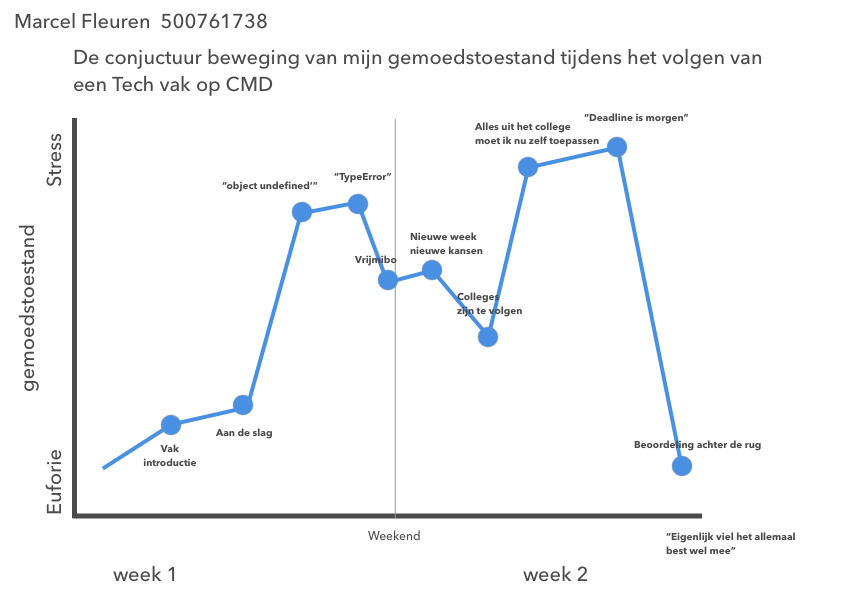 Marcel Fleuren 500761738
De conjuctuur beweging van mijn gemoedstoestand tijdens het volgen van
een Tech vak op CMD
Stress
gemoedstoestand
Euforie
Vak
introductie
Aan de slag
"object undefined'"
"TypeError"
Vrijmibo
Nieuwe week
nieuwe kansen
Colleges
zijn te volgen
Alles uit het college
moet ik nu zelf toepassen
"Deadline is morgen"
Beoordeling achter de rug
Weekend
"Eigenlijk viel het allemaal
best wel mee"
week 1
week 2